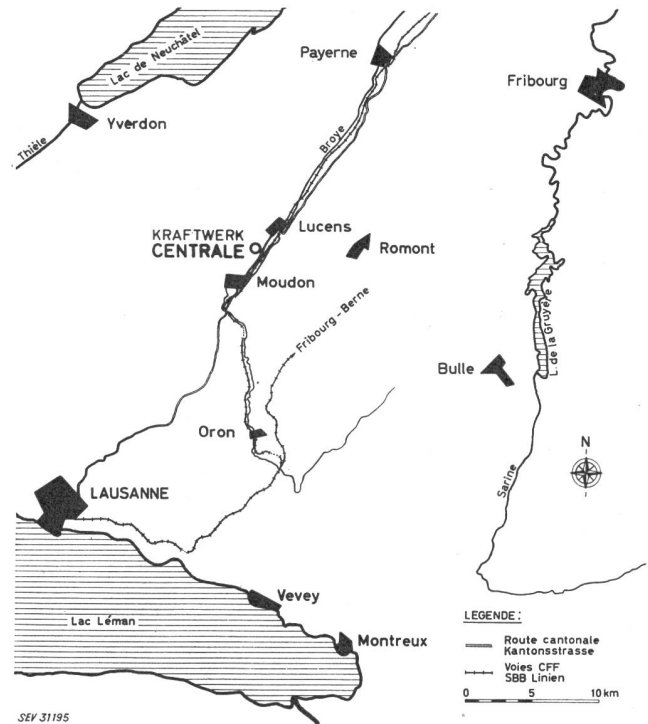 Lac de Neuchâtel
Payerne
Fribourg
Yverdon
Thièle
Broye
Lucens
KRAFTWERK
CENTRALE
Romont
Moudon
L. de la Gruyère
Fribourg - Berne
Bulle
Oron
N
LAUSANNE
Sarine
Vevey
Lac Léman
Montreux
LEGENDE:
Route cantonale
Kantonsstrasse
Voies CFF
SBB Linien
0 5 10 km
SEV 31195